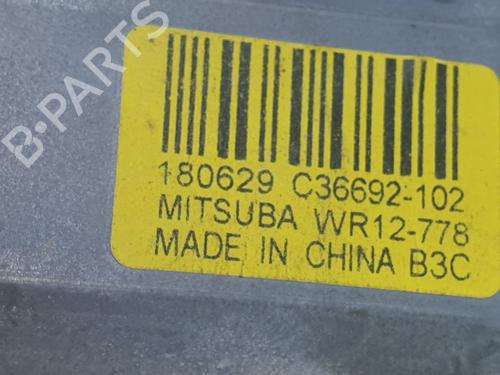 B-PARTS
180629 C36692-102
MITSUBA WR12-778
MADE IN CHINA B3C